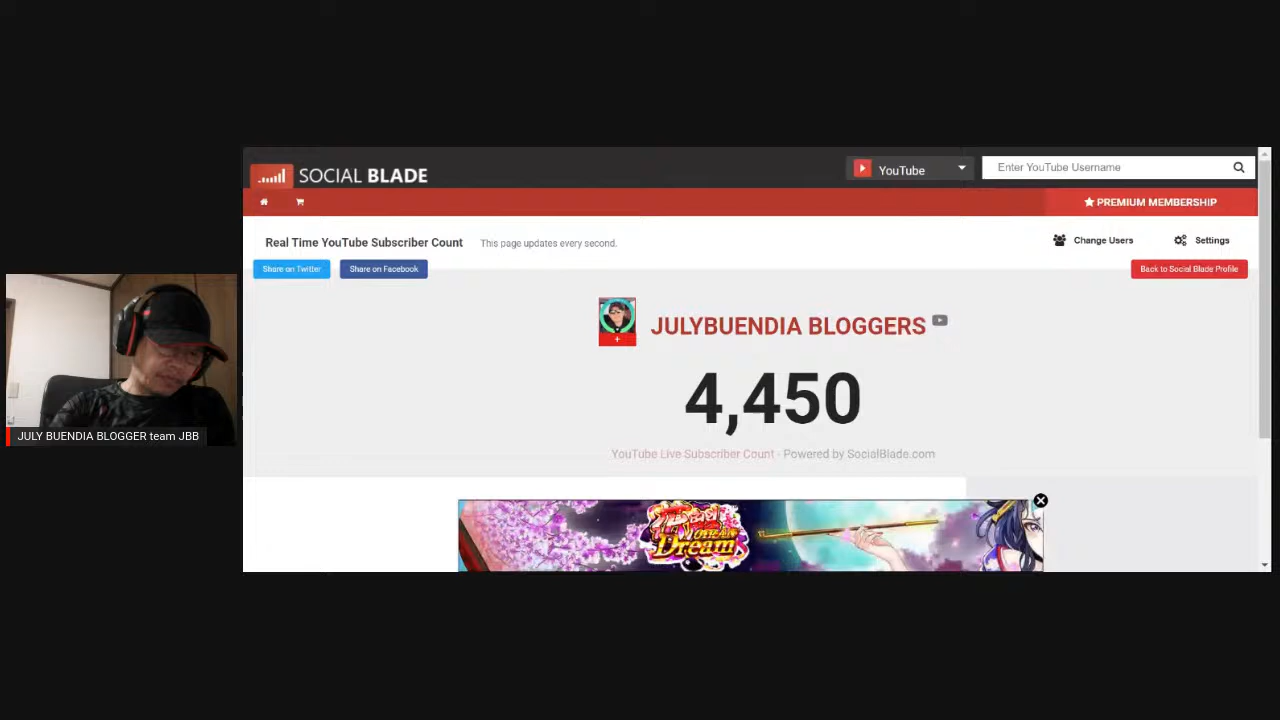 SOCIAL BLADE
YouTube
Enter YouTube Username
PREMIUM MEMBERSHIP
Real Time YouTube Subscriber Count
This page updates every second.
Change Users
Settings
Share on Twitter
Share on Facebook
Back to Social Blade Profile
JULYBUENDIA BLOGGERS
+
4,450
YouTube Live Subscriber Count - Powered by SocialBlade.com
JULY BUENDIA BLOGGER team JBB
Dream